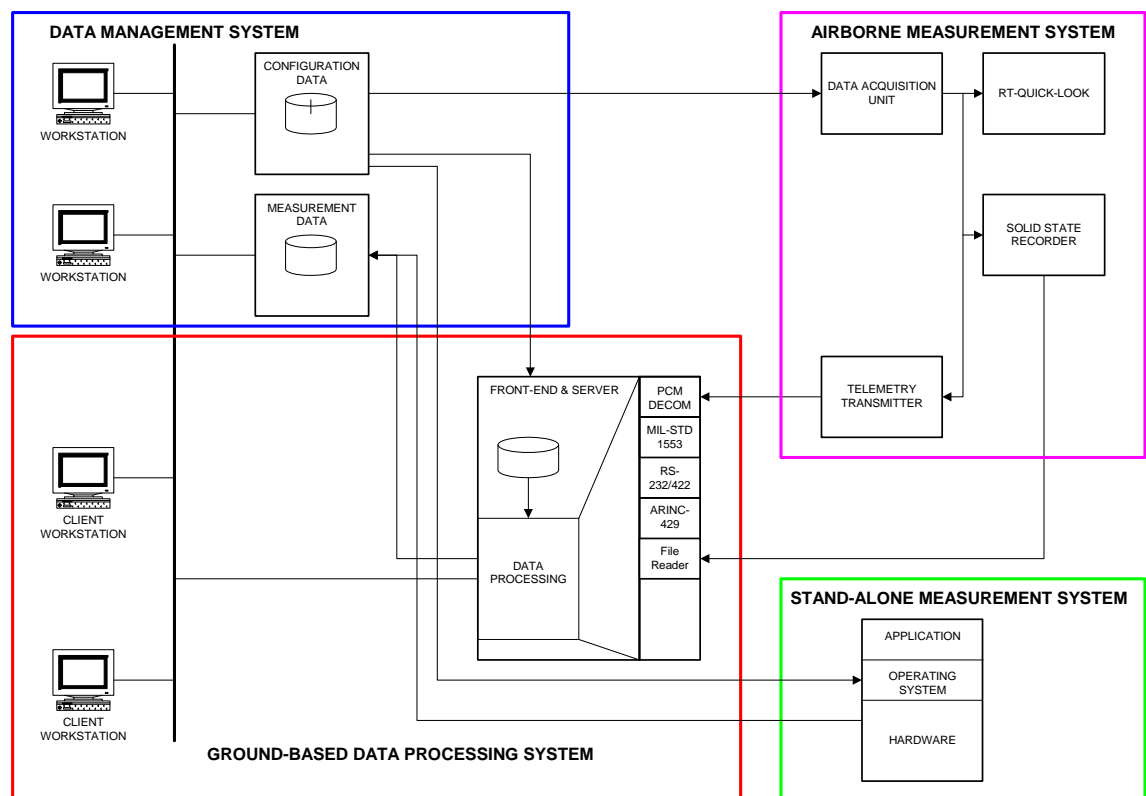 DATA MANAGEMENT SYSTEM
WORKSTATION
CONFIGURATION
DATA
WORKSTATION
MEASUREMENT
DATA
AIRBORNE MEASUREMENT SYSTEM
DATA ACQUISITION
UNIT
RT-QUICK-LOOK
SOLID STATE
RECORDER
TELEMETRY
TRANSMITTER
FRONT-END & SERVER
PCM
DECOM
MIL-STD
1553
RS-
232/422
ARINC-
429
File
Reader
DATA
PROCESSING
CLIENT
WORKSTATION
CLIENT
WORKSTATION
GROUND-BASED DATA PROCESSING SYSTEM
STAND-ALONE MEASUREMENT SYSTEM
APPLICATION
OPERATING
SYSTEM
HARDWARE